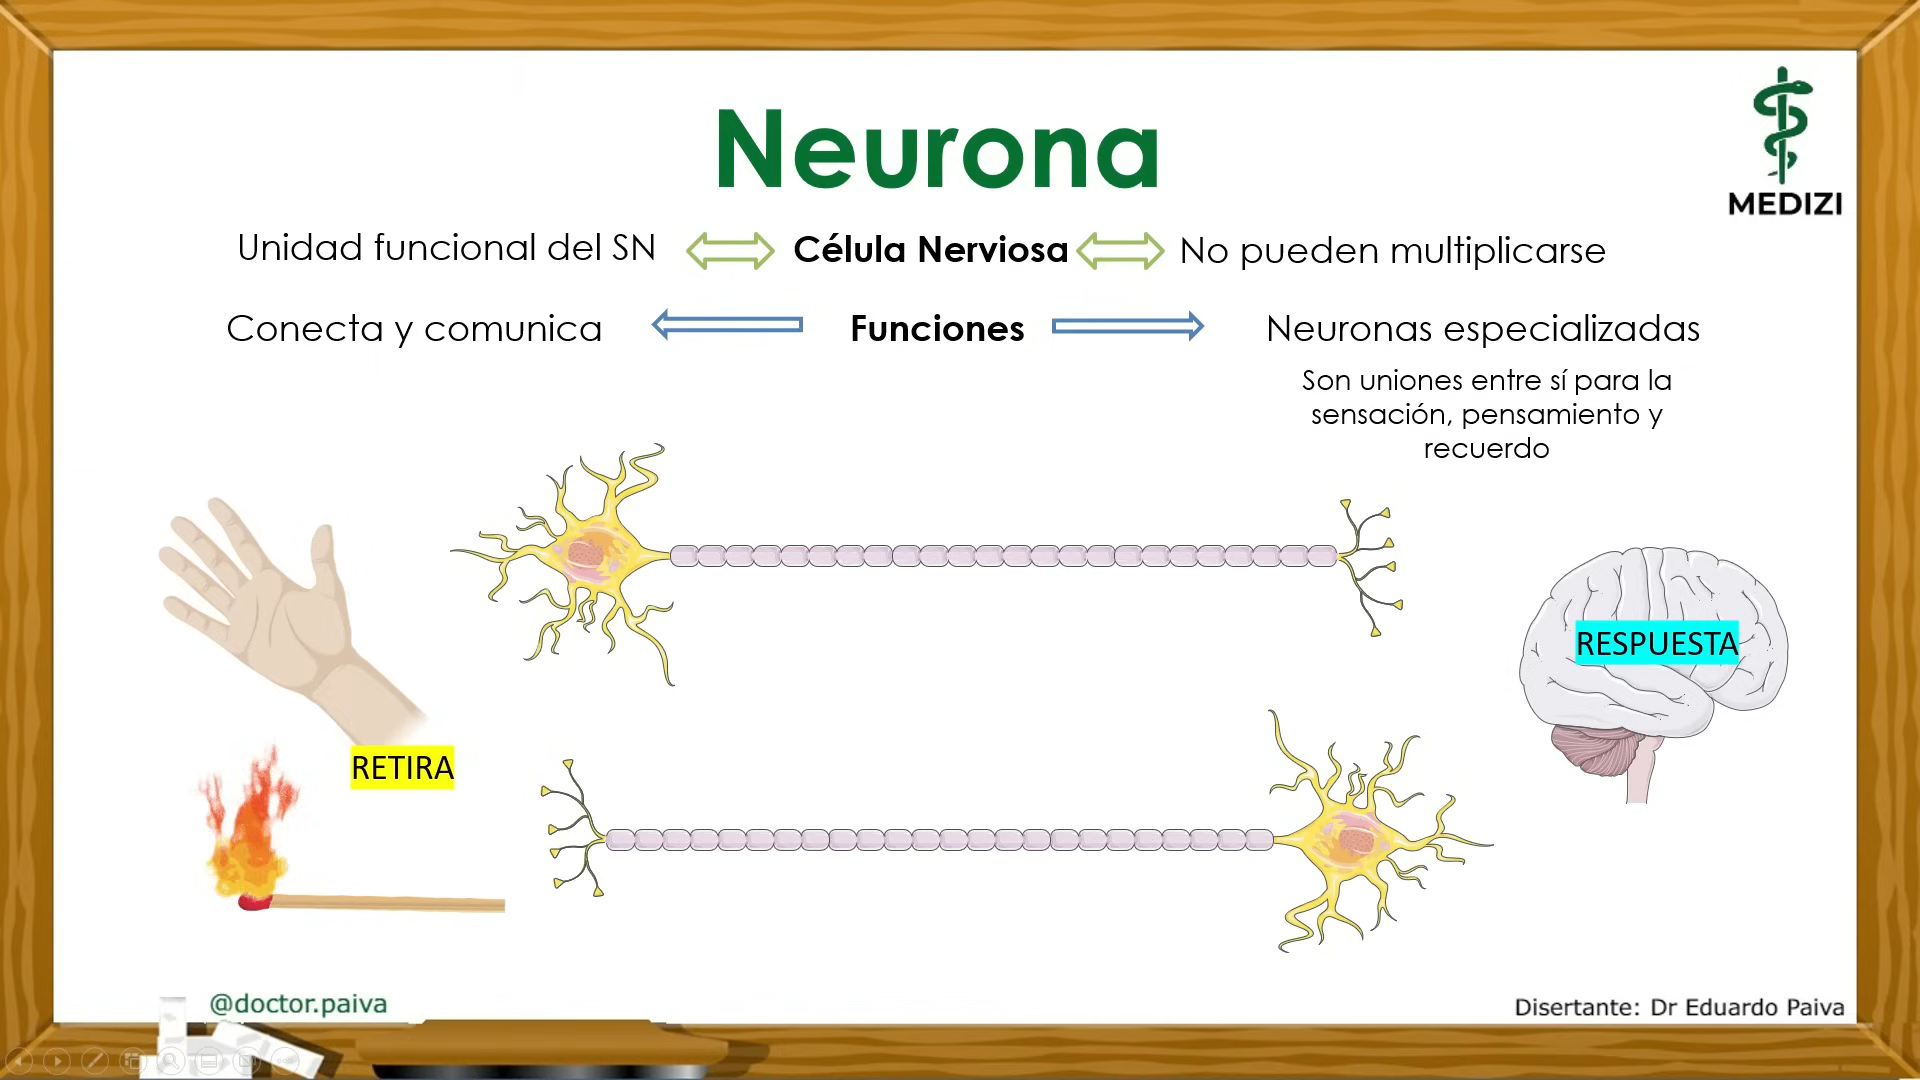 Neurona
MEDIZI
Unidad funcional del SN
Célula Nerviosa
No pueden multiplicarse
Conecta y comunica
Funciones
Neuronas especializadas
Son uniones entre sí para la
sensación, pensamiento y
recuerdo
RESPUESTA
RETIRA
@doctor.paiva
Disertante: Dr Eduardo Paiva